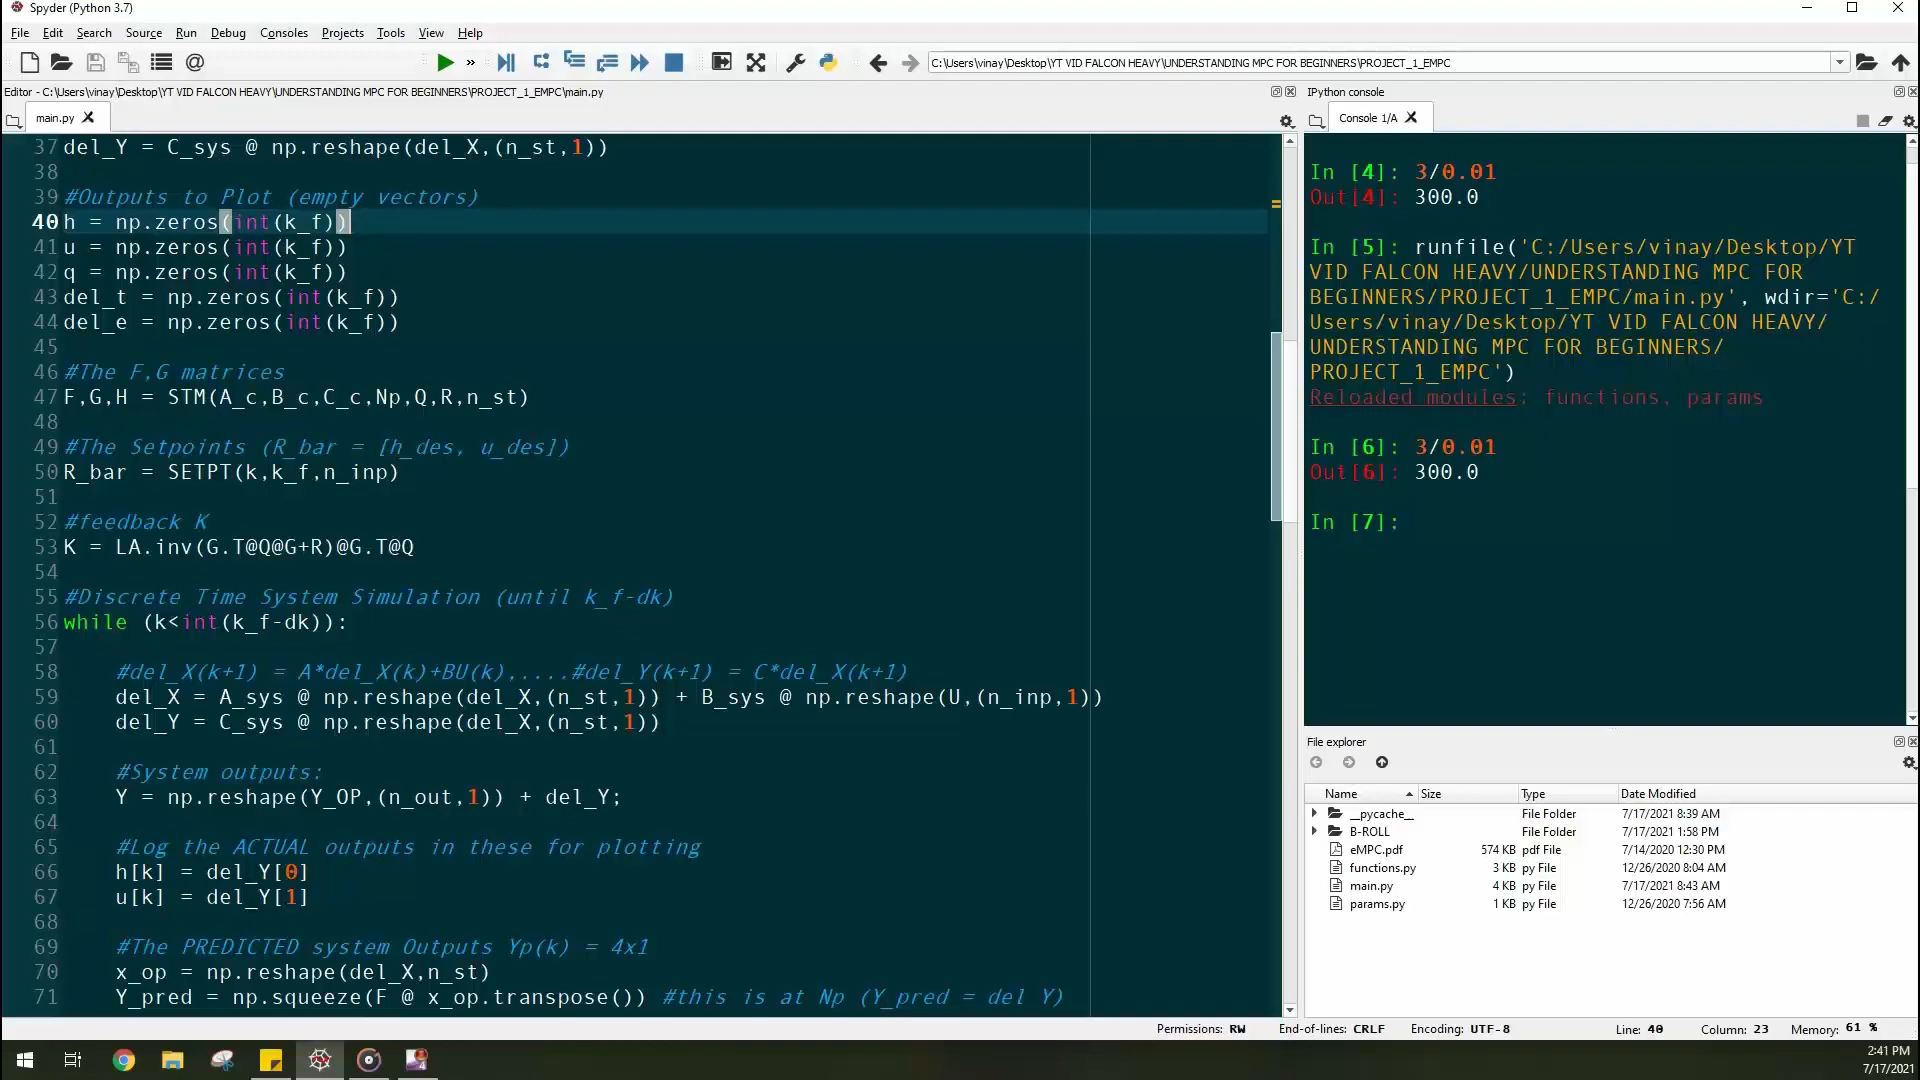 Spyder (Python 3.7)
File Edit Search Source Run Debug Consoles Projects Tools View Help
C:\Users\vinay\Desktop\YT VID FALCON HEAVY\UNDERSTANDING MPC FOR BEGINNERS\PROJECT_1_EMPC
Editor - C:\Users\vinay\Desktop\YT VID FALCON HEAVY\UNDERSTANDING MPC FOR BEGINNERS\PROJECT_1_EMPC\main.py
main.py
37 del_Y = C_sys @ np.reshape(del_X,(n_st,1))
38
39 #Outputs to Plot (empty vectors)
40 h = np.zeros(int(k_f))
41 u = np.zeros(int(k_f))
42 q = np.zeros(int(k_f))
43 del_t = np.zeros(int(k_f))
44 del_e = np.zeros(int(k_f))
45
46 #The F,G matrices
47 F,G,H = STM(A_c,B_c,C_c,Np,Q,R,n_st)
48
49 #The Setpoints (R_bar = [h_des, u_des])
50 R_bar = SETPT(k,k_f,n_inp)
51
52 #feedback K
53 K = LA.inv(G.T@Q@G+R)@G.T@Q
54
55 #Discrete Time System Simulation (until k_f-dk)
56 while (k<int(k_f-dk)):
57
58 #del_X(k+1) = A*del_X(k)+BU(k),....#del_Y(k+1) = C*del_X(k+1)
59 del_X = A_sys @ np.reshape(del_X,(n_st,1)) + B_sys @ np.reshape(U,(n_inp,1))
60 del_Y = C_sys @ np.reshape(del_X,(n_st,1))
61
62 #System outputs:
63 Y = np.reshape(Y_OP,(n_out,1)) + del_Y;
64
65 #Log the ACTUAL outputs in these for plotting
66 h[k] = del_Y[0]
67 u[k] = del_Y[1]
68
69 #The PREDICTED system Outputs Yp(k) = 4x1
70 x_op = np.reshape(del_X,n_st)
71 Y_pred = np.squeeze(F @ x_op.transpose()) #this is at Np (Y_pred = del Y)
IPython console
Console 1/A
In [4]: 3/0.01
Out[4]: 300.0
In [5]: runfile('C:/Users/vinay/Desktop/YT
VID FALCON HEAVY/UNDERSTANDING MPC FOR
BEGINNERS/PROJECT_1_EMPC/main.py', wdir='C:/
Users/vinay/Desktop/YT VID FALCON HEAVY/
UNDERSTANDING MPC FOR BEGINNERS/
PROJECT_1_EMPC')
Reloaded modules: functions, params
In [6]: 3/0.01
Out[6]: 300.0
In [7]:
File explorer
Name Size Type Date Modified
__pycache__ File Folder 7/17/2021 8:39 AM
B-ROLL File Folder 7/17/2021 1:58 PM
eMPC.pdf 574 KB pdf File 7/14/2020 12:30 PM
functions.py 3 KB py File 12/26/2020 8:04 AM
main.py 4 KB py File 7/17/2021 8:43 AM
params.py 1 KB py File 12/26/2020 7:56 AM
Permissions: RW End-of-lines: CRLF Encoding: UTF-8 Line: 40 Column: 23 Memory: 61 %
2:41 PM
7/17/2021